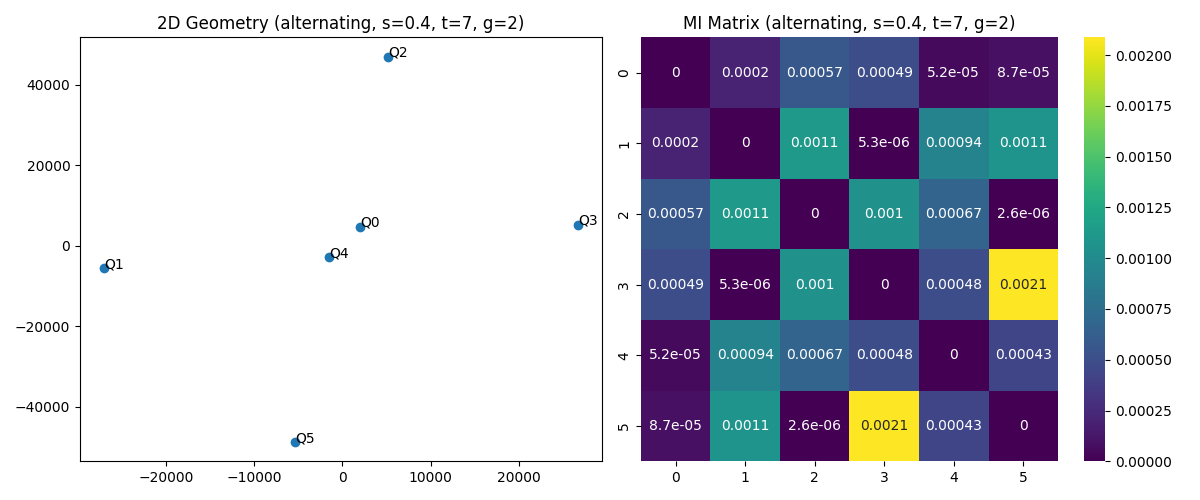 2D Geometry (alternating, s=0.4, t=7, g=2)
40000
20000
0
−20000
−40000
−20000 −10000 0 10000 20000
Q2
Q0
Q3
Q4
Q1
Q5
MI Matrix (alternating, s=0.4, t=7, g=2)
0 0 0.0002 0.00057 0.00049 5.2e-05 8.7e-05
1 0.0002 0 0.0011 5.3e-06 0.00094 0.0011
2 0.00057 0.0011 0 0.001 0.00067 2.6e-06
3 0.00049 5.3e-06 0.001 0 0.00048 0.0021
4 5.2e-05 0.00094 0.00067 0.00048 0 0.00043
5 8.7e-05 0.0011 2.6e-06 0.0021 0.00043 0
0 1 2 3 4 5
0.00200
0.00175
0.00150
0.00125
0.00100
0.00075
0.00050
0.00025
0.00000